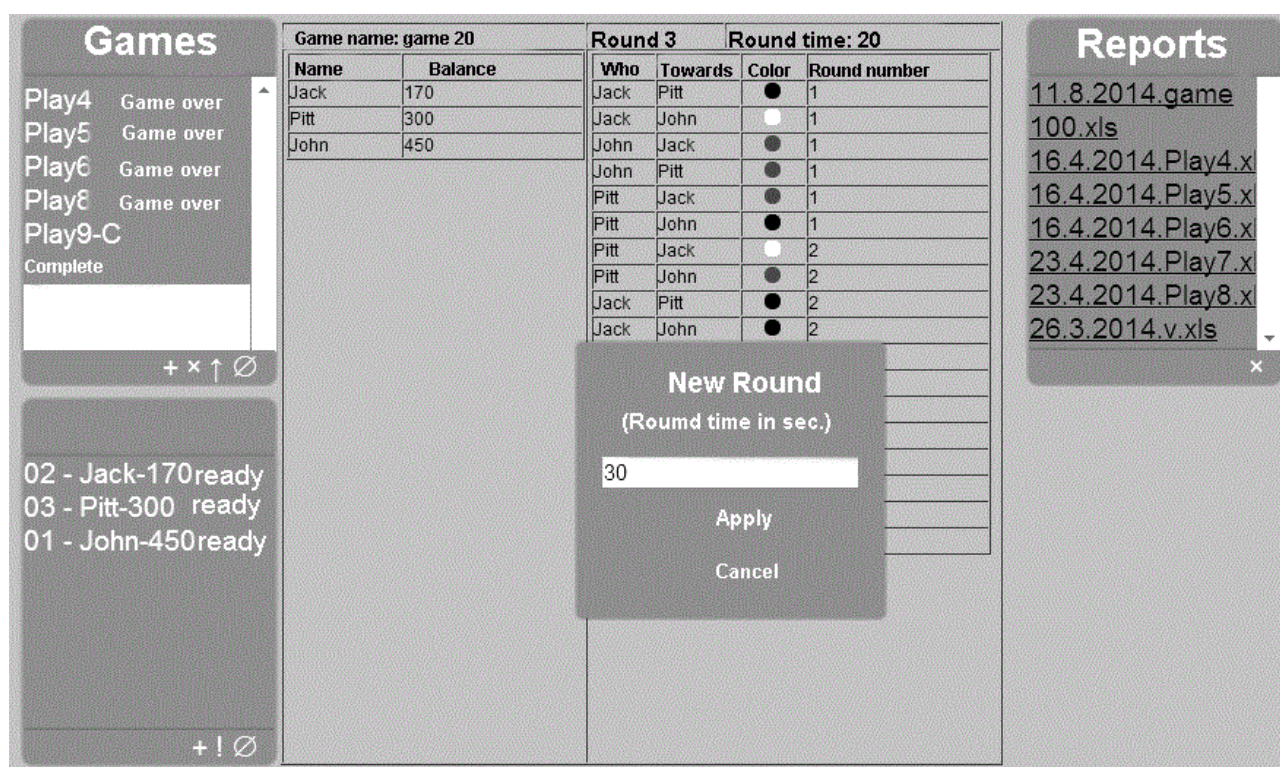 Games
Play4 Game over
Play5 Game over
Play6 Game over
Play8 Game over
Play9-C
Complete
+ × ↑ ∅
02 - Jack-170ready
03 - Pitt-300 ready
01 - John-450ready
+ ! ∅
Game name: game 20
Name Balance
Jack 170
Pitt 300
John 450
Round 3 Round time: 20
Who Towards Color Round number
Jack Pitt 1
Jack John 1
John Jack 1
John Pitt 1
Pitt Jack 1
Pitt John 1
Pitt Jack 2
Pitt John 2
Jack Pitt 2
Jack John 2
New Round
(Roumd time in sec.)
30
Apply
Cancel
Reports
11.8.2014.game
100.xls
16.4.2014.Play4.xl
16.4.2014.Play5.xl
16.4.2014.Play6.xl
23.4.2014.Play7.xl
23.4.2014.Play8.xl
26.3.2014.v.xls
×